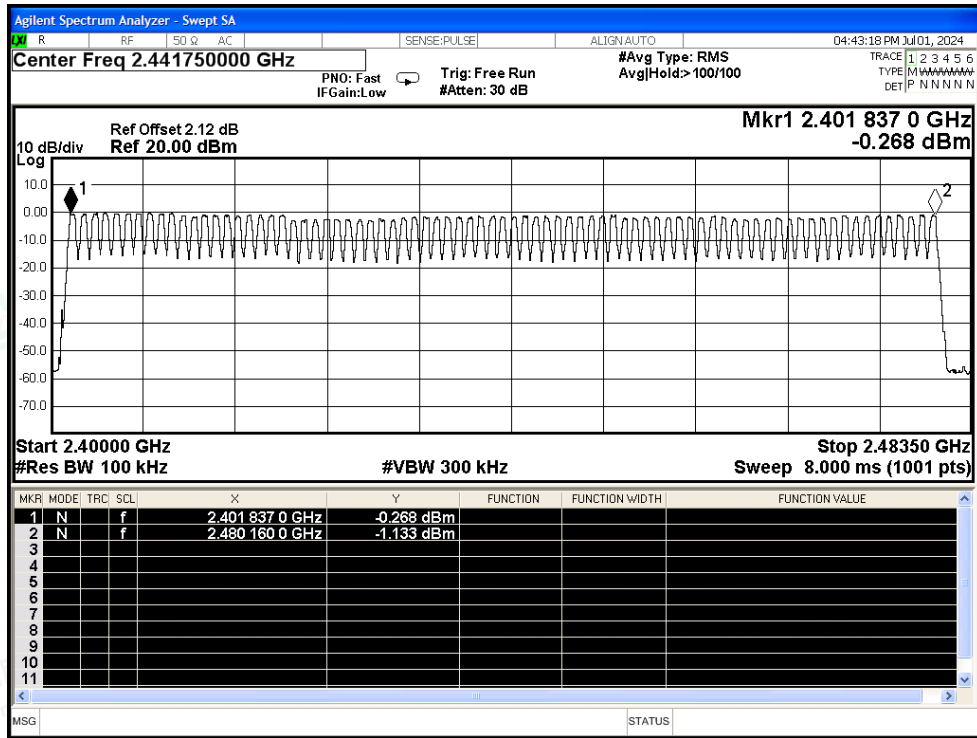 Agilent Spectrum Analyzer - Swept SA
LXI R RF 50 Ω AC SENSE:PULSE ALIGN AUTO 04:43:18 PM Jul 01, 2024
Center Freq 2.441750000 GHz
PNO: Fast
IFGain:Low
Trig: Free Run
#Atten: 30 dB
#Avg Type: RMS
Avg|Hold:>100/100
TRACE 1 2 3 4 5 6
TYPE M
DET P N N N N N
Ref Offset 2.12 dB
10 dB/div Ref 20.00 dBm
Log
Mkr1 2.401 837 0 GHz
-0.268 dBm
10.0
0.00
-10.0
-20.0
-30.0
-40.0
-50.0
-60.0
-70.0
1
2
Start 2.40000 GHz Stop 2.48350 GHz
#Res BW 100 kHz #VBW 300 kHz Sweep 8.000 ms (1001 pts)
MKR MODE TRC SCL X Y FUNCTION FUNCTION WIDTH FUNCTION VALUE
1 N f 2.401 837 0 GHz -0.268 dBm
2 N f 2.480 160 0 GHz -1.133 dBm
3
4
5
6
7
8
9
10
11
MSG STATUS